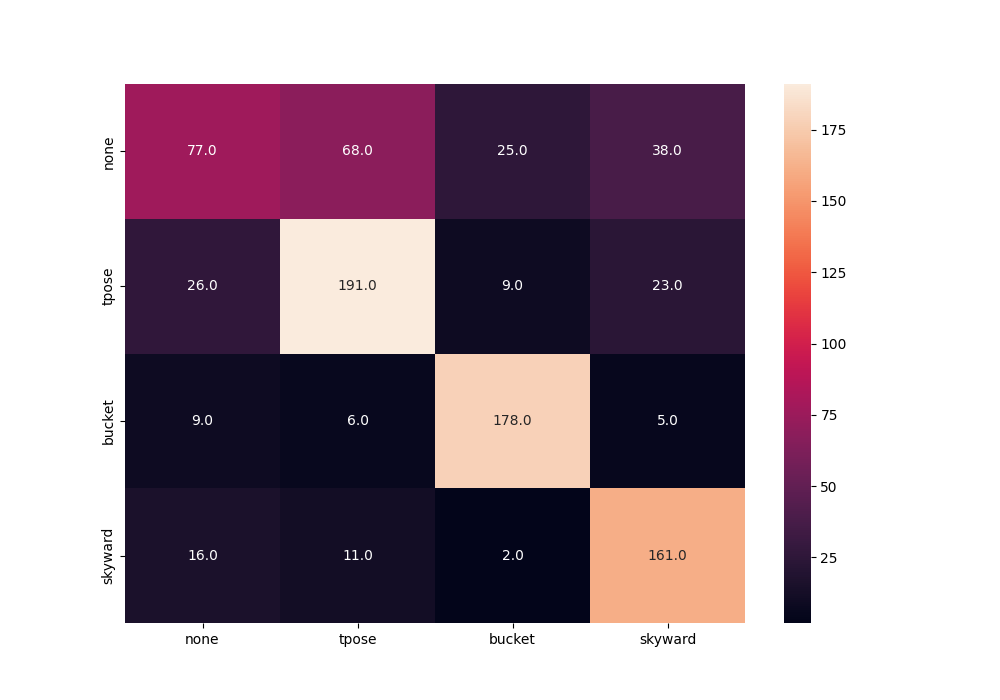 none 77.0 68.0 25.0 38.0
tpose 26.0 191.0 9.0 23.0
bucket 9.0 6.0 178.0 5.0
skyward 16.0 11.0 2.0 161.0
none tpose bucket skyward
175
150
125
100
75
50
25